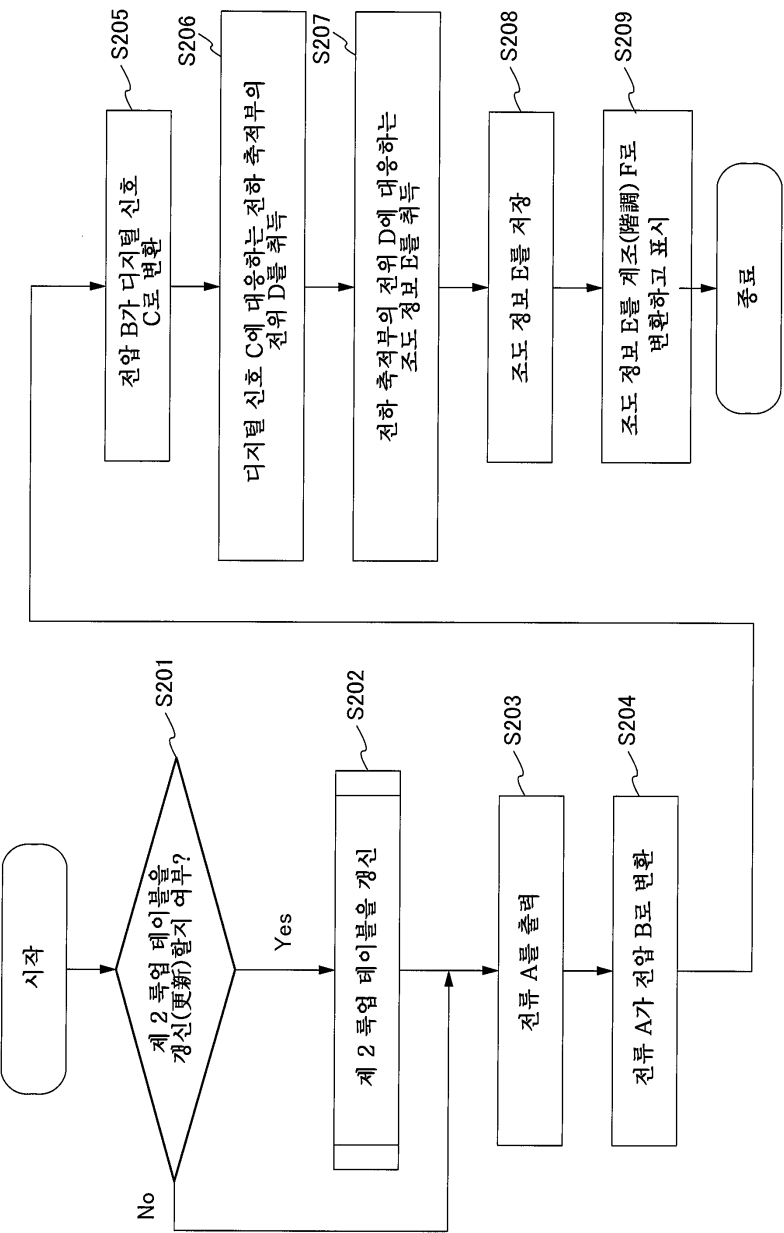 시작
제 2 룩업 테이블을
갱신(更新)할지 여부?
S201
No
Yes
제 2 룩업 테이블을 갱신
S202
전류 A를 출력
S203
전류 A가 전압 B로 변환
S204
전압 B가 디지털 신호
C로 변환
S205
디지털 신호 C에 대응하는 전하 축적부의
전위 D를 취득
S206
전하 축적부의 전위 D에 대응하는
조도 정보 E를 취득
S207
조도 정보 E를 저장
S208
조도 정보 E를 계조(階調) F로
변환하고 표시
S209
종료